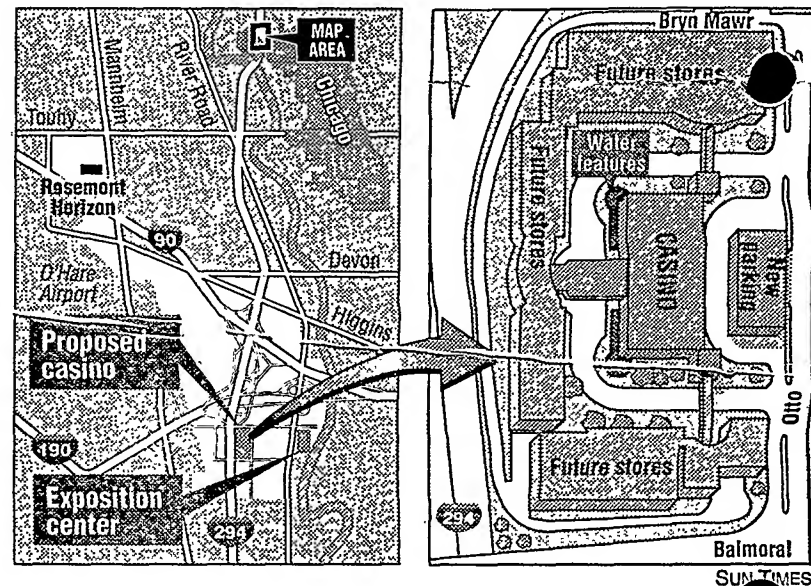 MAP
AREA
Mannheim
River Road
Chicago
Touhy
Rosemont
Horizon
90
Devon
O'Hare
Airport
Higgins
Proposed
casino
190
Exposition
center
294
Bryn Mawr
Future stores
Water
features
Future stores
CASINO
New
parking
Otto
Future stores
294
Balmoral
SUN-TIMES